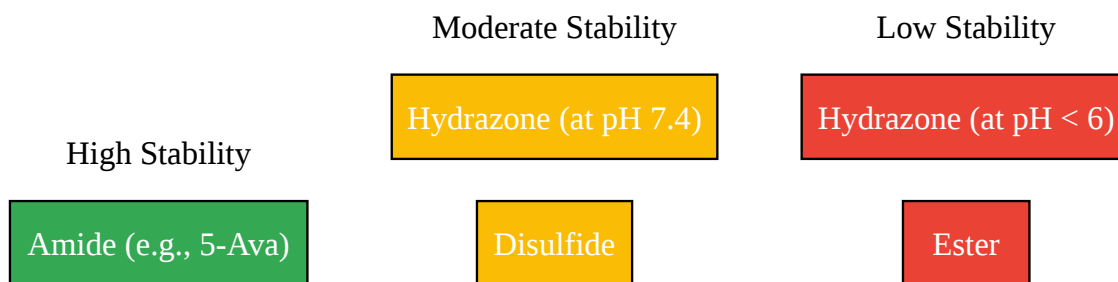 High Stability
Amide (e.g., 5-Ava)
Moderate Stability
Hydrazone (at pH 7.4)
Disulfide
Low Stability
Hydrazone (at pH < 6)
Ester